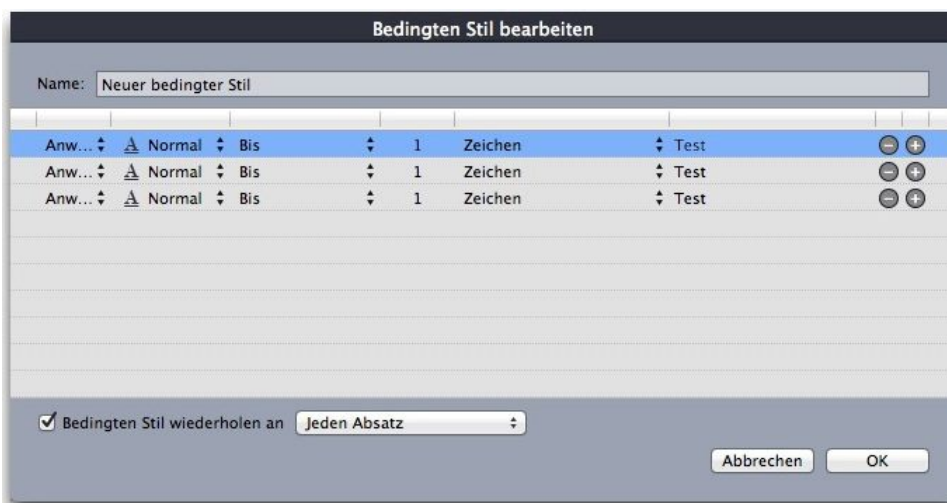 Bedingten Stil bearbeiten
Name: Neuer bedingter Stil
Anw... A Normal Bis 1 Zeichen Test
Anw... A Normal Bis 1 Zeichen Test
Anw... A Normal Bis 1 Zeichen Test
Bedingten Stil wiederholen an Jeden Absatz
Abbrechen OK